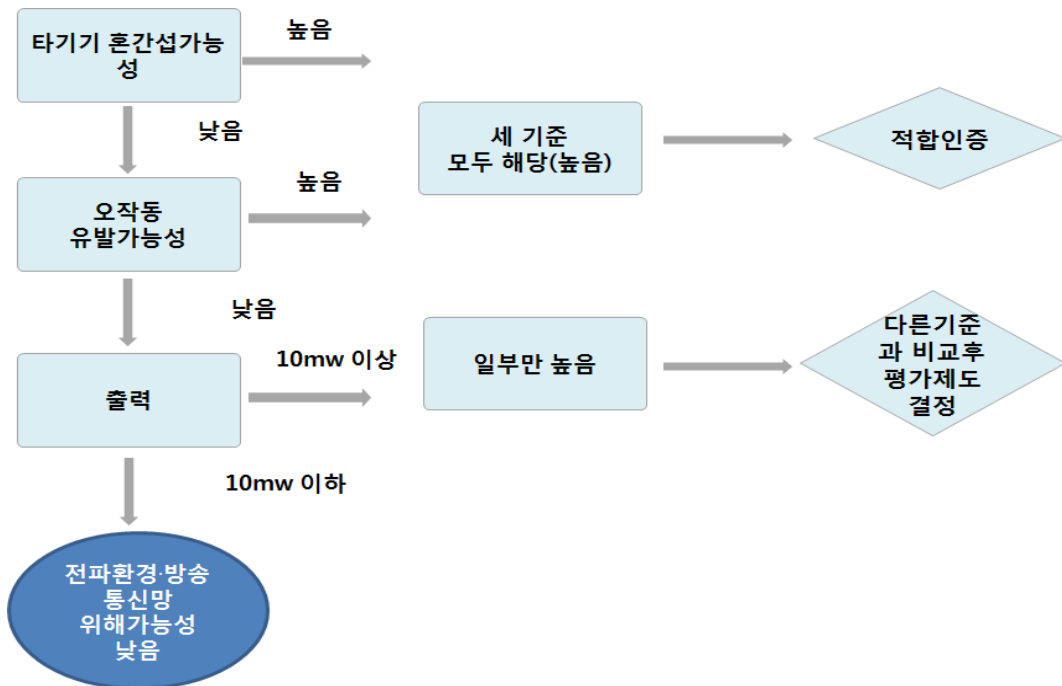 높음
타기기 혼간섭가능
성
낮음
세 기준
모두 해당(높음)
적합인증
높음
오작동
유발가능성
낮음
10mw 이상
일부만 높음
다른기준
과 비교후
평가제도
결정
출력
10mw 이하
전파환경·방송
통신망
위해가능성
낮음